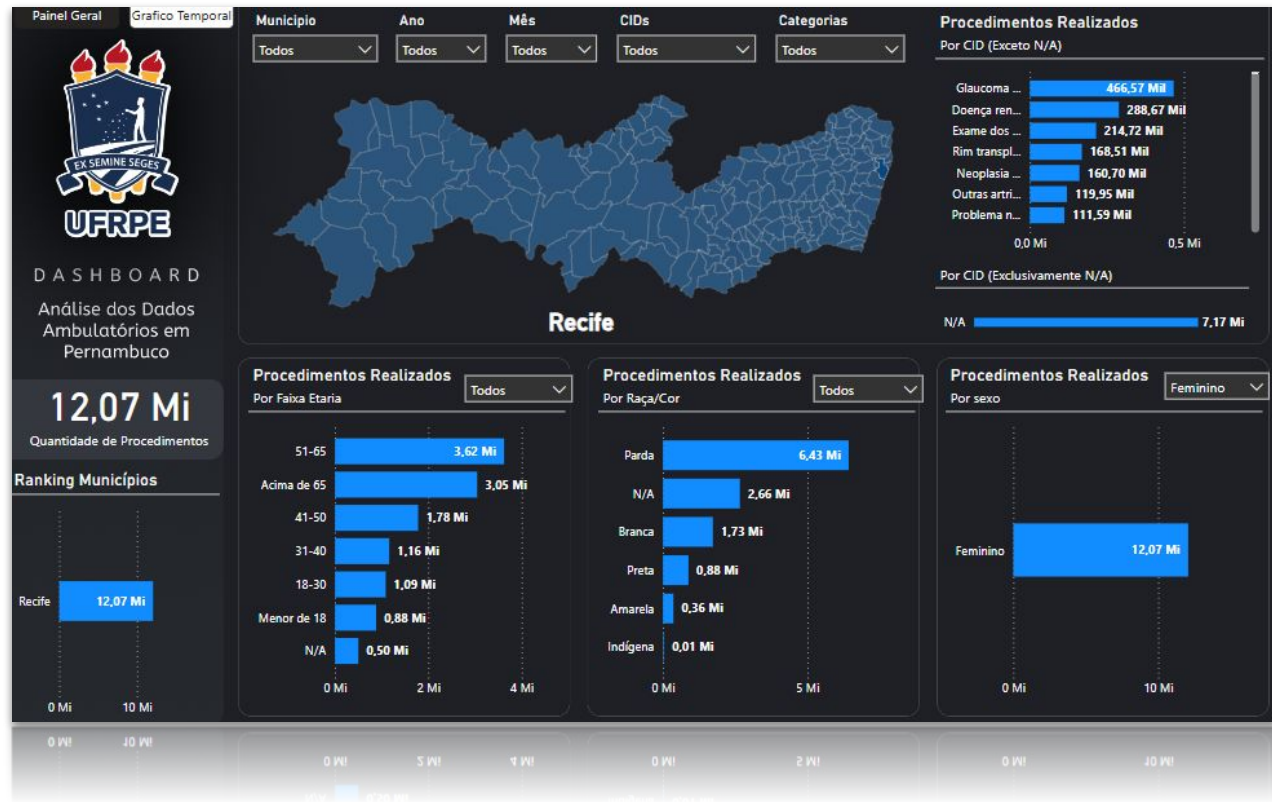 Painel Geral
Grafico Temporal
EX SEMINE SEGES
UFRPE
DASHBOARD
Análise dos Dados
Ambulatórios em
Pernambuco
12,07 Mi
Quantidade de Procedimentos
Ranking Municípios
Recife
12,07 Mi
0 Mi
10 Mi
Municipio
Ano
Mês
CIDs
Categorias
Todos
Todos
Todos
Todos
Todos
Recife
Procedimentos Realizados
Por CID (Exceto N/A)
Glaucoma ...
466,57 Mil
Doença ren...
288,67 Mil
Exame dos ...
214,72 Mil
Rim transpl...
168,51 Mil
Neoplasia ...
160,70 Mil
Outras artri...
119,95 Mil
Problema n...
111,59 Mil
0,0 Mi
0,5 Mi
Por CID (Exclusivamente N/A)
N/A
7,17 Mi
Procedimentos Realizados
Por Faixa Etaria
Todos
51-65
3,62 Mi
Acima de 65
3,05 Mi
41-50
1,78 Mi
31-40
1,16 Mi
18-30
1,09 Mi
Menor de 18
0,88 Mi
N/A
0,50 Mi
0 Mi
2 Mi
4 Mi
Procedimentos Realizados
Por Raça/Cor
Todos
Parda
6,43 Mi
N/A
2,66 Mi
Branca
1,73 Mi
Preta
0,88 Mi
Amarela
0,36 Mi
Indígena
0,01 Mi
0 Mi
5 Mi
Procedimentos Realizados
Por sexo
Feminino
Feminino
12,07 Mi
0 Mi
10 Mi